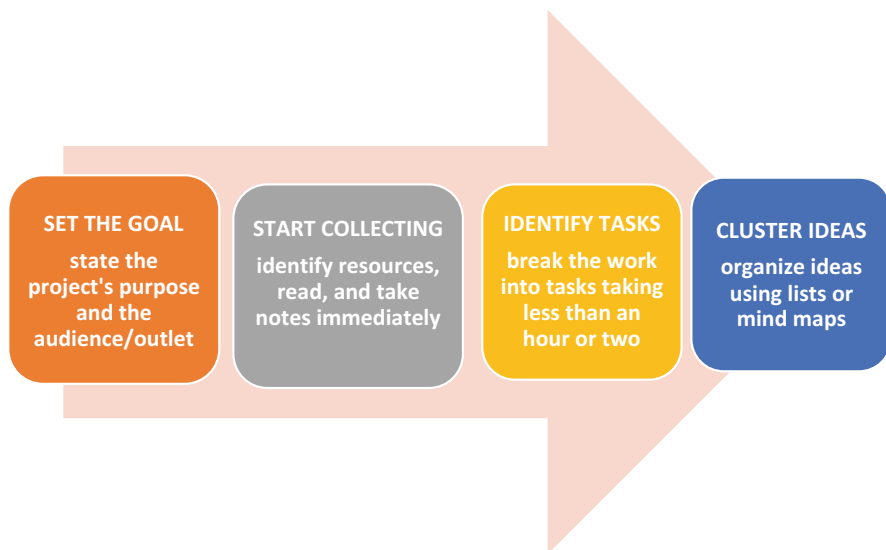 SET THE GOAL
state the
project's purpose
and the
audience/outlet
START COLLECTING
identify resources,
read, and take
notes immediately
IDENTIFY TASKS
break the work
into tasks taking
less than an
hour or two
CLUSTER IDEAS
organize ideas
using lists or
mind maps